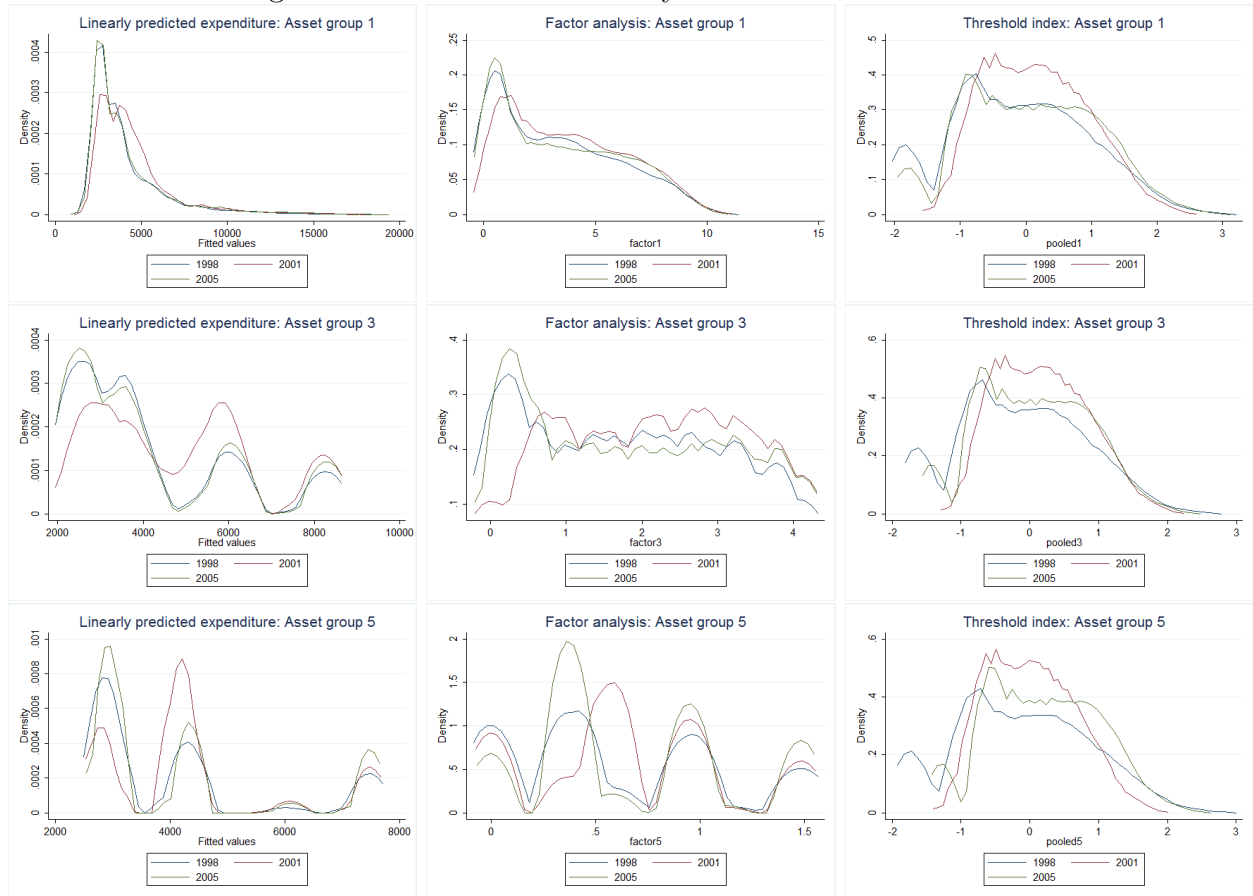 Linearly predicted expenditure: Asset group 1
Density
0 .0001 .0002 .0003 .0004
0 5000 10000 15000 20000
Fitted values
1998 2001
2005
Factor analysis: Asset group 1
Density
0 .05 .1 .15 .2 .25
0 5 10 15
factor1
1998 2001
2005
Threshold index: Asset group 1
Density
0 .1 .2 .3 .4 .5
-2 -1 0 1 2 3
pooled1
1998 2001
2005
Linearly predicted expenditure: Asset group 3
Density
0 .0001 .0002 .0003 .0004
2000 4000 6000 8000 10000
Fitted values
1998 2001
2005
Factor analysis: Asset group 3
Density
.1 .2 .3 .4
0 1 2 3 4
factor3
1998 2001
2005
Threshold index: Asset group 3
Density
0 .2 .4 .6
-2 -1 0 1 2 3
pooled3
1998 2001
2005
Linearly predicted expenditure: Asset group 5
Density
0 .0002 .0004 .0006 .0008 .001
2000 4000 6000 8000
Fitted values
1998 2001
2005
Factor analysis: Asset group 5
Density
0 .5 1 1.5 2
0 .5 1 1.5
factor5
1998 2001
2005
Threshold index: Asset group 5
Density
0 .2 .4 .6
-2 -1 0 1 2 3
pooled5
1998 2001
2005